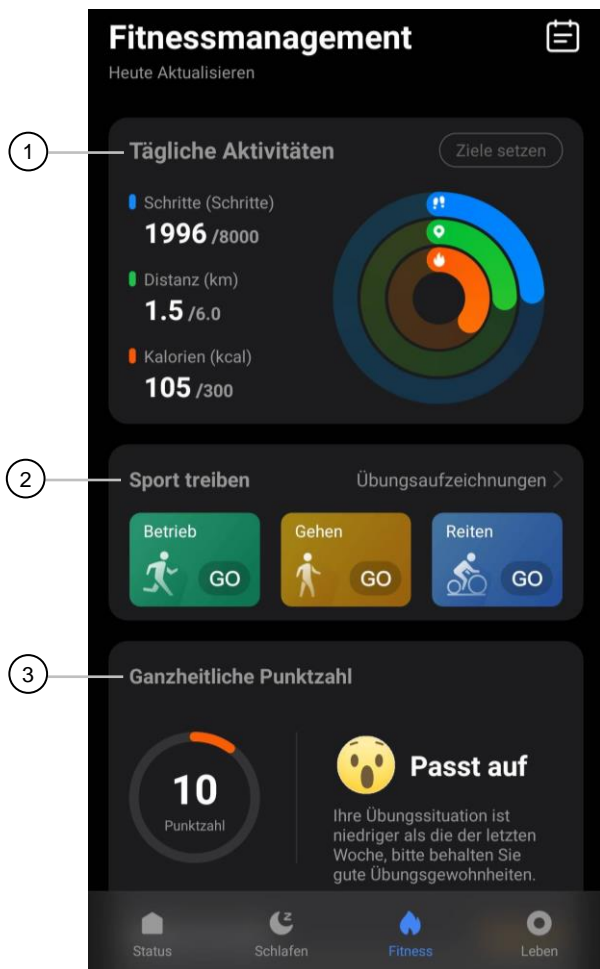 Fitnessmanagement
Heute Aktualisieren
1
Tägliche Aktivitäten
Ziele setzen
Schritte (Schritte)
1996 /8000
Distanz (km)
1.5 /6.0
Kalorien (kcal)
105 /300
2
Sport treiben
Übungsaufzeichnungen
Betrieb
GO
Gehen
GO
Reiten
GO
3
Ganzheitliche Punktzahl
10
Punktzahl
Passt auf
Ihre Übungssituation ist
niedriger als die der letzten
Woche, bitte behalten Sie
gute Übungsgewohnheiten.
Status
Schlafen
Fitness
Leben